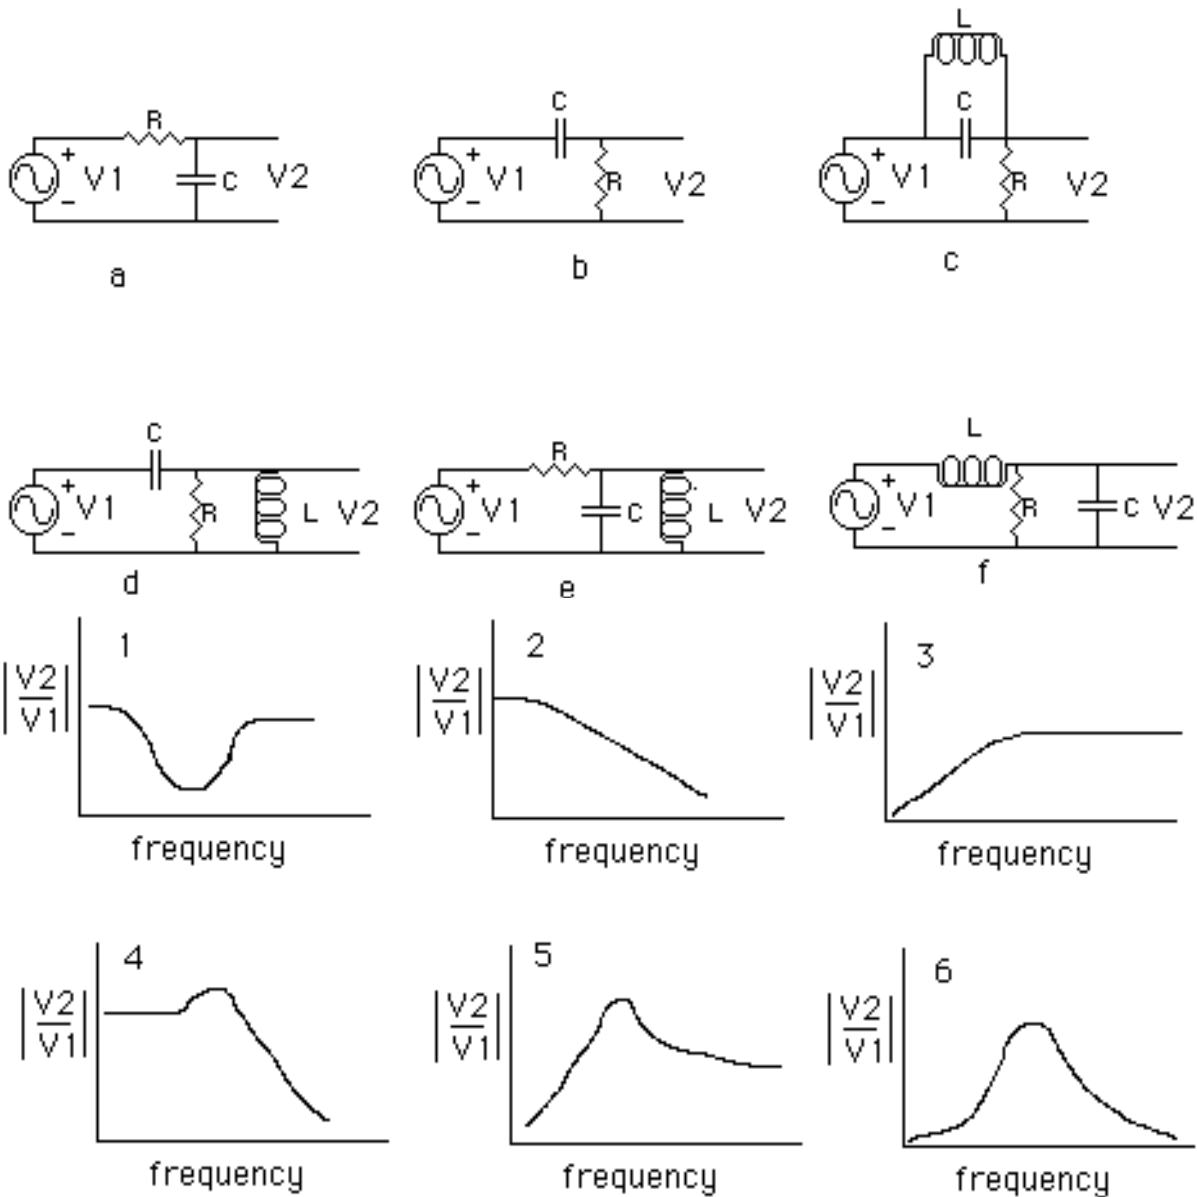 L
R
C
C
V1
C
V2
V1
R
V2
V1
R
V2
a
b
c
C
R
L
V1
R
L
V2
V1
C
L
V2
V1
R
C
V2
d
e
f
1
2
3
|V2/V1|
|V2/V1|
|V2/V1|
frequency
frequency
frequency
4
5
6
|V2/V1|
|V2/V1|
|V2/V1|
frequency
frequency
frequency